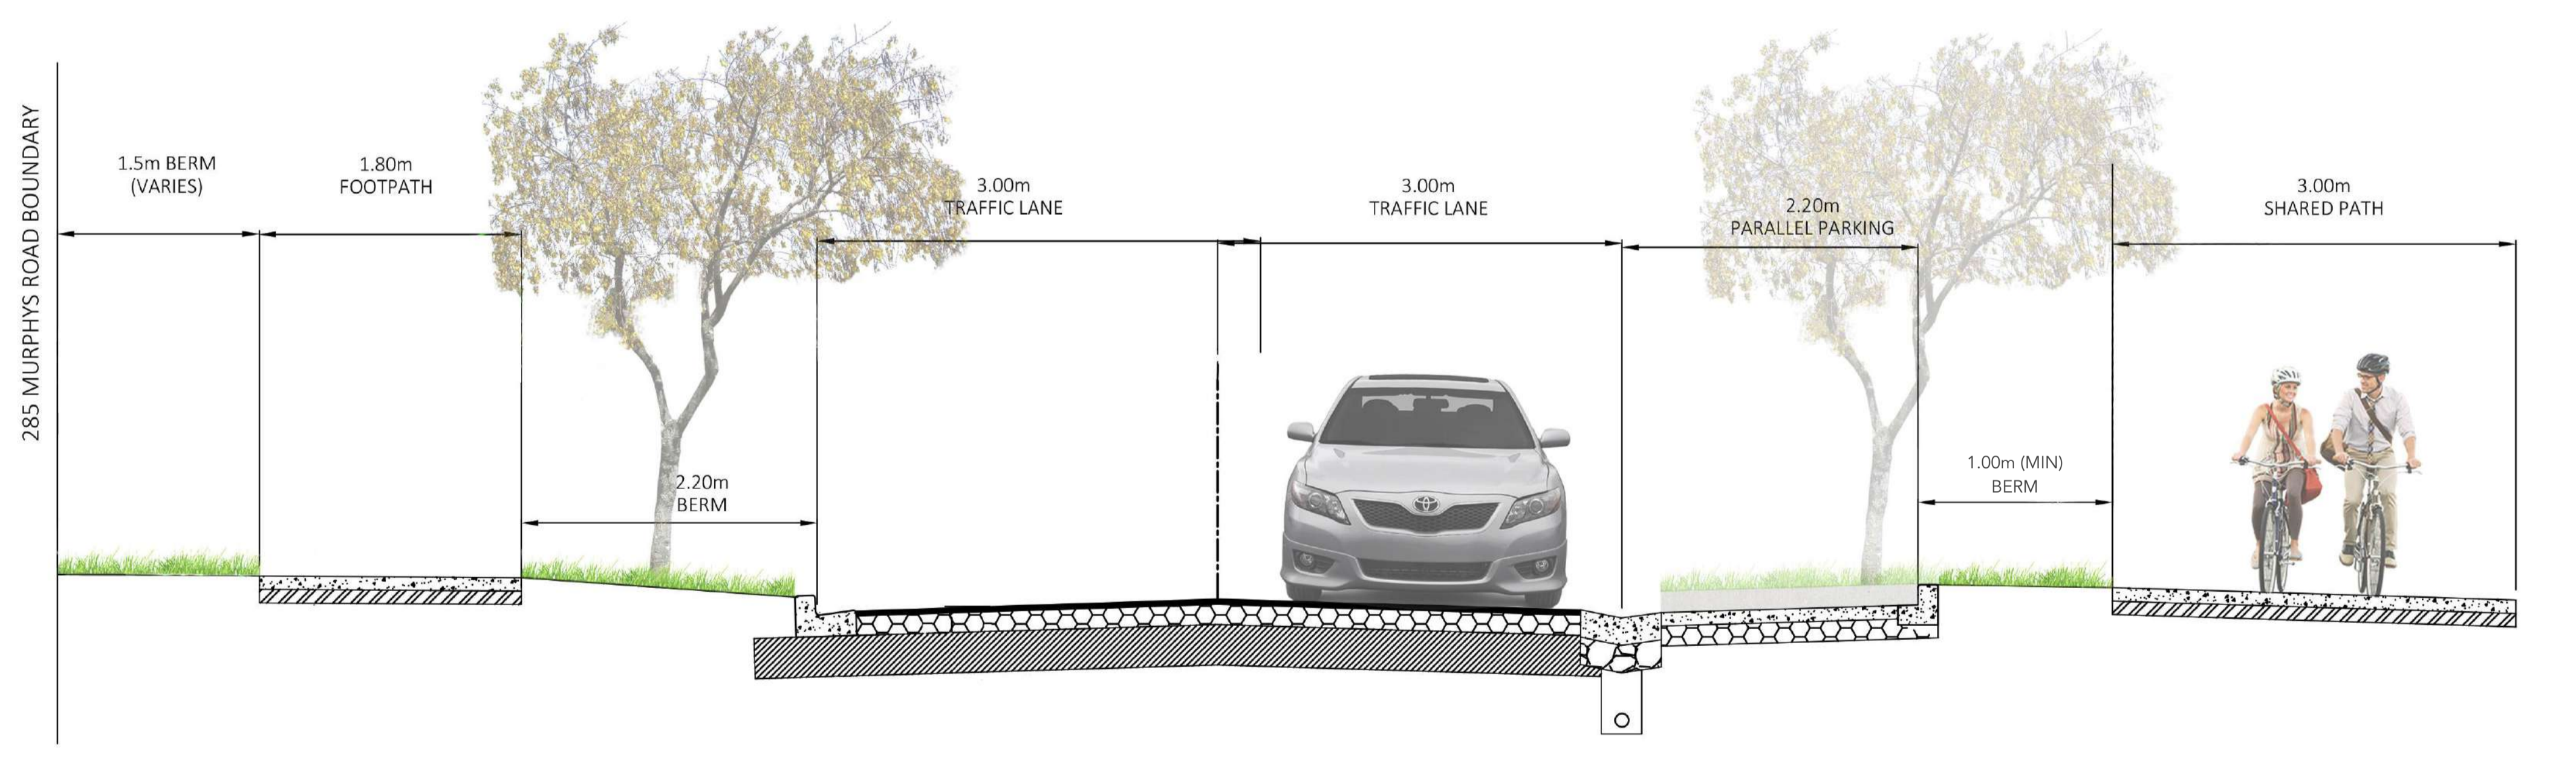 285 MURPHYS ROAD BOUNDARY
1.5m BERM
(VARIES)
1.80m
FOOTPATH
2.20m
BERM
3.00m
TRAFFIC LANE
3.00m
TRAFFIC LANE
2.20m
PARALLEL PARKING
1.00m (MIN)
BERM
3.00m
SHARED PATH